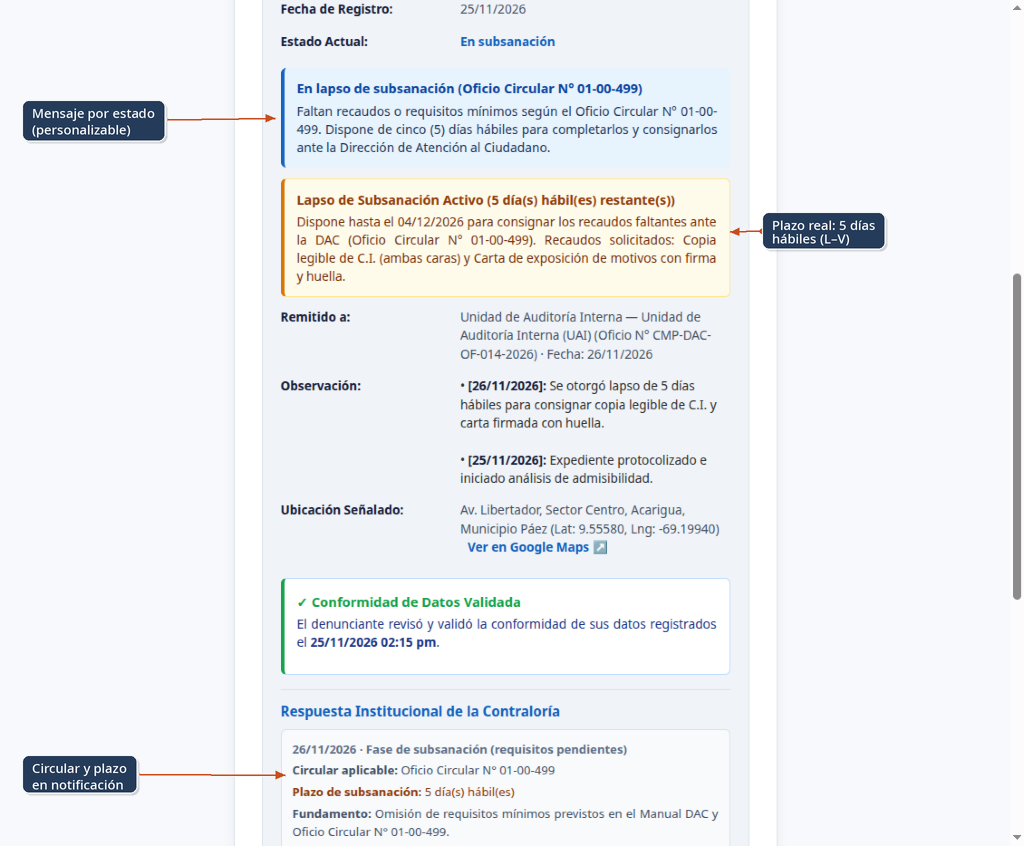 Fecha de Registro: 25/11/2026
Estado Actual: En subsanación
En lapso de subsanación (Oficio Circular Nº 01-00-499)
Faltan recaudos o requisitos mínimos según el Oficio Circular Nº 01-00-
499. Dispone de cinco (5) días hábiles para completarlos y consignarlos
ante la Dirección de Atención al Ciudadano.
Mensaje por estado
(personalizable)
Lapso de Subsanación Activo (5 día(s) hábil(es) restante(s))
Dispone hasta el 04/12/2026 para consignar los recaudos faltantes ante
la DAC (Oficio Circular N° 01-00-499). Recaudos solicitados: Copia
legible de C.I. (ambas caras) y Carta de exposición de motivos con firma
y huella.
Plazo real: 5 días
hábiles (L–V)
Remitido a: Unidad de Auditoría Interna — Unidad de
Auditoría Interna (UAI) (Oficio N° CMP-DAC-
OF-014-2026) · Fecha: 26/11/2026
Observación: • [26/11/2026]: Se otorgó lapso de 5 días
hábiles para consignar copia legible de C.I. y
carta firmada con huella.
• [25/11/2026]: Expediente protocolizado e
iniciado análisis de admisibilidad.
Ubicación Señalado: Av. Libertador, Sector Centro, Acarigua,
Municipio Páez (Lat: 9.55580, Lng: -69.19940)
Ver en Google Maps ↗
✓ Conformidad de Datos Validada
El denunciante revisó y validó la conformidad de sus datos registrados
el 25/11/2026 02:15 pm.
Respuesta Institucional de la Contraloría
26/11/2026 · Fase de subsanación (requisitos pendientes)
Circular aplicable: Oficio Circular Nº 01-00-499
Plazo de subsanación: 5 día(s) hábil(es)
Fundamento: Omisión de requisitos mínimos previstos en el Manual DAC y
Oficio Circular Nº 01-00-499.
Circular y plazo
en notificación